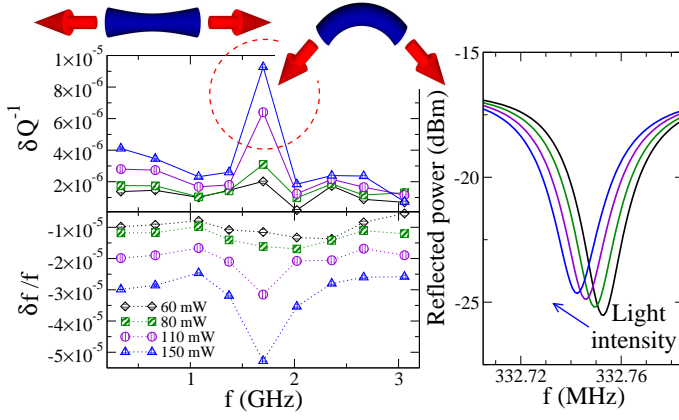 1×10⁻⁵
8×10⁻⁶
6×10⁻⁶
4×10⁻⁶
2×10⁻⁶
δQ⁻¹
-1×10⁻⁵
-2×10⁻⁵
-3×10⁻⁵
-4×10⁻⁵
-5×10⁻⁵
δf/f
60 mW
80 mW
110 mW
150 mW
0
1
2
3
f (GHz)
-15
-20
-25
Reflected power (dBm)
Light
intensity
332.72
332.76
f (MHz)